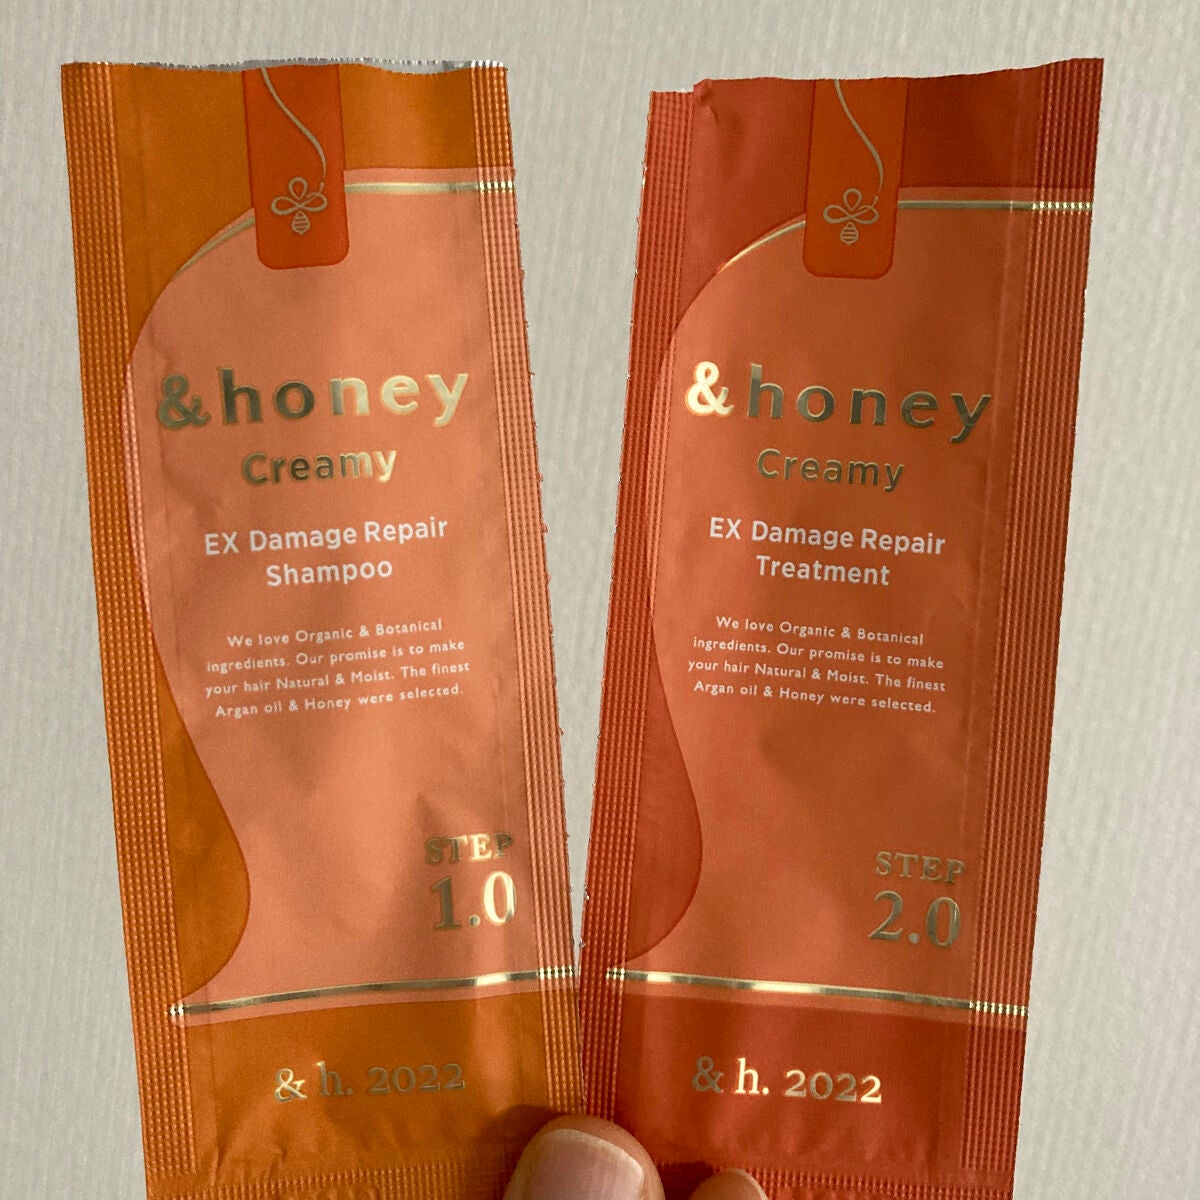 &honey
Creamy
EX Damage Repair
Shampoo
We love Organic & Botanical
ingredients. Our promise is to make
your hair Natural & Moist. The finest
Argan oil & Honey were selected.
STEP
1.0
& h. 2022
&honey
Creamy
EX Damage Repair
Treatment
We love Organic & Botanical
ingredients. Our promise is to make
your hair Natural & Moist. The finest
Argan oil & Honey were selected.
STEP
2.0
& h. 2022